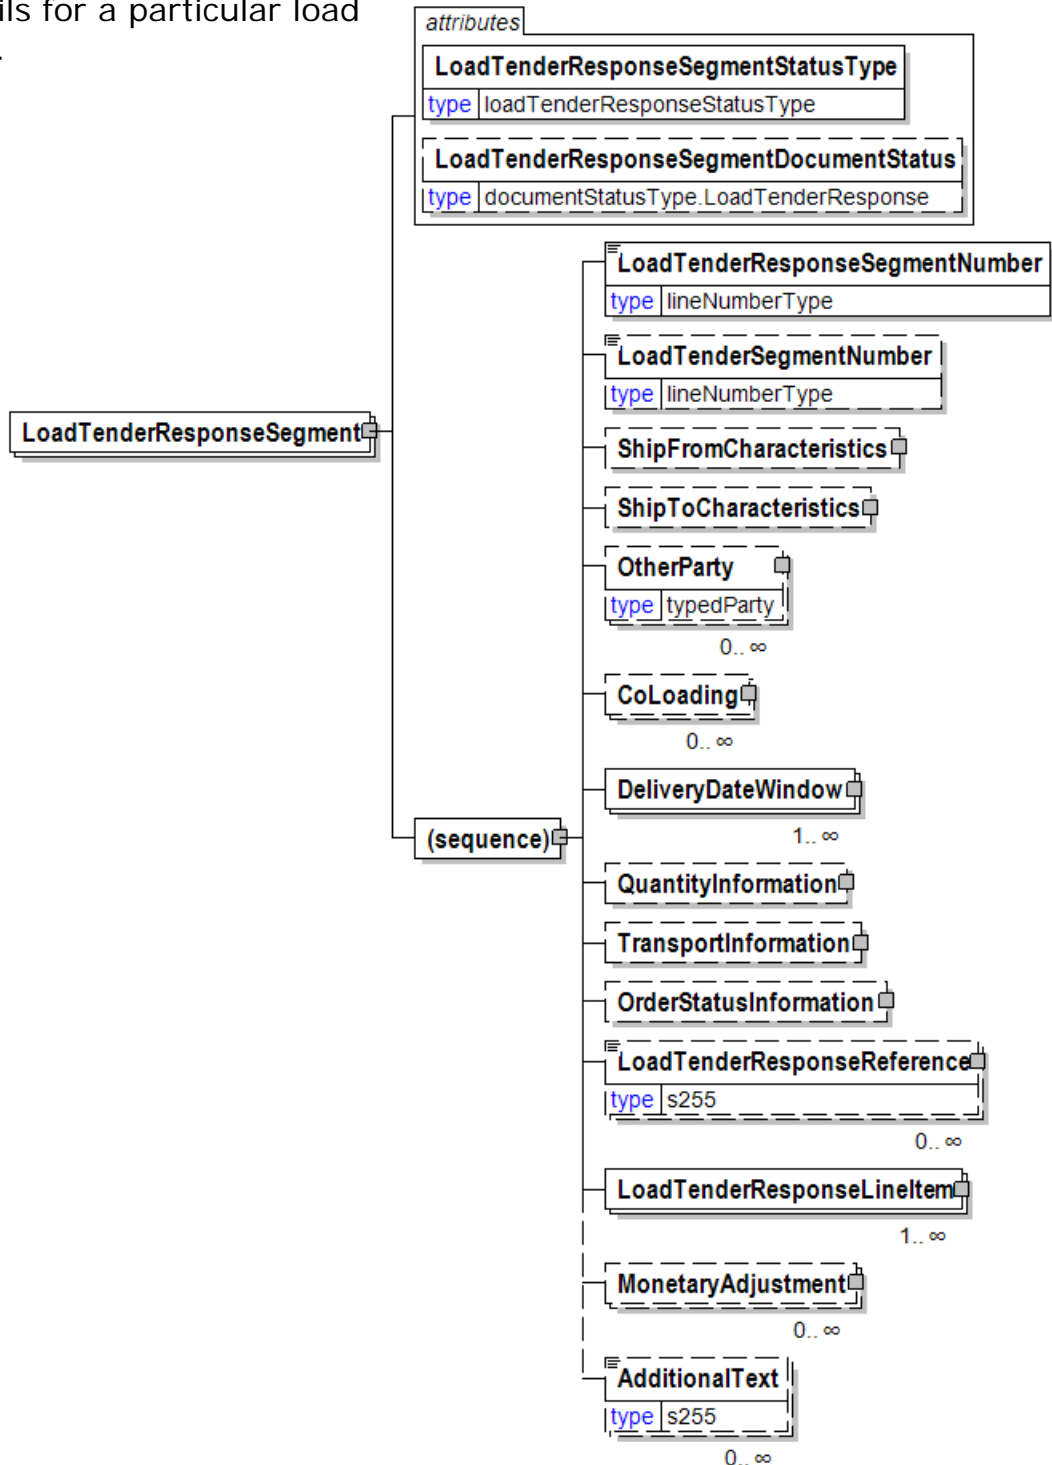 ils for a particular load
.
attributes
LoadTenderResponseSegmentStatusType
type loadTenderResponseStatusType
LoadTenderResponseSegmentDocumentStatus
type documentStatusType.LoadTenderResponse
LoadTenderResponseSegmentNumber
type lineNumberType
LoadTenderSegmentNumber
type lineNumberType
LoadTenderResponseSegment
ShipFromCharacteristics
ShipToCharacteristics
OtherParty
type typedParty
0.. ∞
CoLoading
0.. ∞
DeliveryDateWindow
1.. ∞
(sequence)
QuantityInformation
TransportInformation
OrderStatusInformation
LoadTenderResponseReference
type s255
0.. ∞
LoadTenderResponseLineItem
1.. ∞
MonetaryAdjustment
0.. ∞
AdditionalText
type s255
0.. ∞